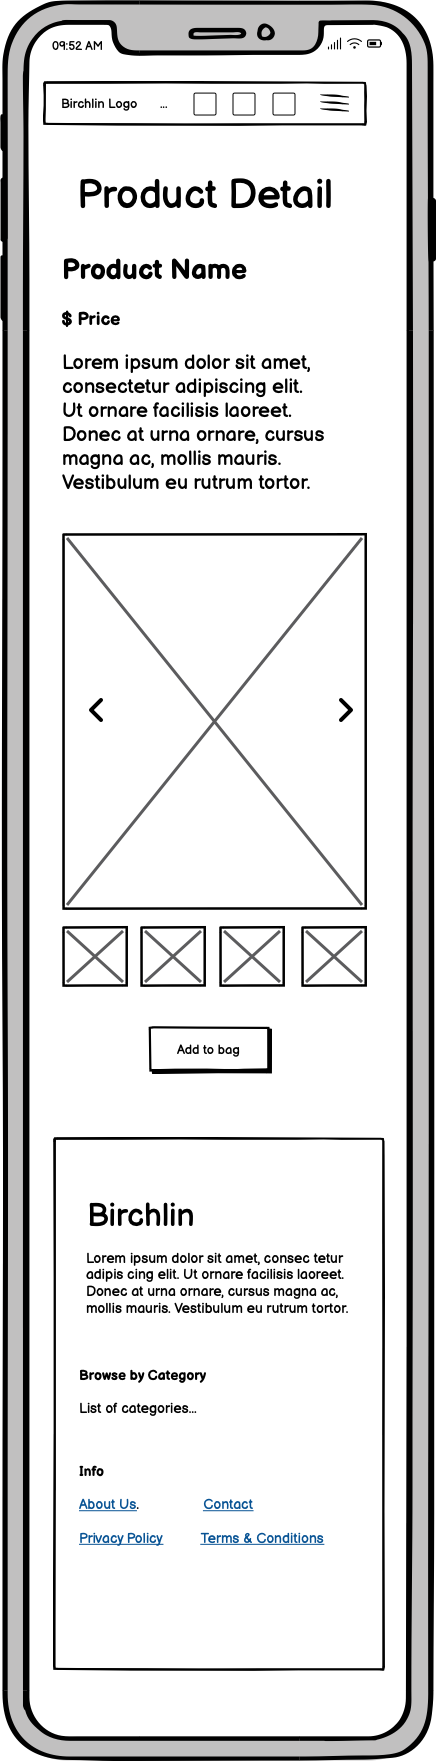 09:52 AM
Birchlin Logo ...
Product Detail
Product Name
$ Price
Lorem ipsum dolor sit amet,
consectetur adipiscing elit.
Ut ornare facilisis laoreet.
Donec at urna ornare, cursus
magna ac, mollis mauris.
Vestibulum eu rutrum tortor.
Add to bag
Birchlin
Lorem ipsum dolor sit amet, consec tetur
adipis cing elit. Ut ornare facilisis laoreet.
Donec at urna ornare, cursus magna ac,
mollis mauris. Vestibulum eu rutrum tortor.
Browse by Category
List of categories...
Info
About Us. Contact
Privacy Policy Terms & Conditions